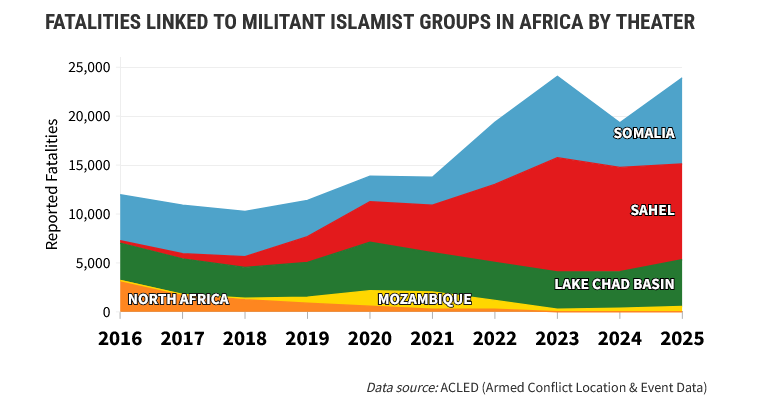 FATALITIES LINKED TO MILITANT ISLAMIST GROUPS IN AFRICA BY THEATER
Reported Fatalities
25,000
20,000
15,000
10,000
5,000
0
SOMALIA
SAHEL
LAKE CHAD BASIN
NORTH AFRICA
MOZAMBIQUE
2016 2017 2018 2019 2020 2021 2022 2023 2024 2025
Data source: ACLED (Armed Conflict Location & Event Data)